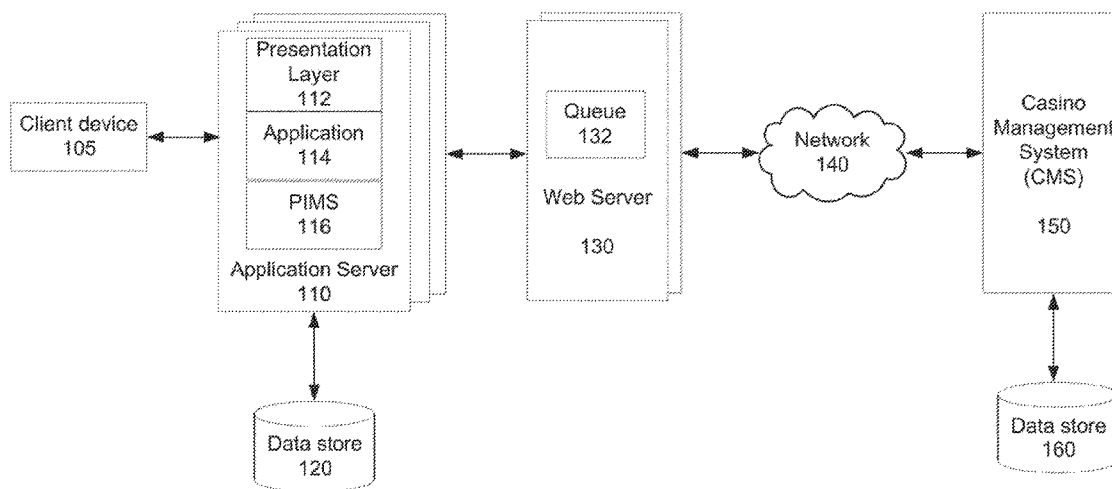 Client device
105
Presentation
Layer
112
Application
114
PIMS
116
Application Server
110
Data store
120
Queue
132
Web Server
130
Network
140
Casino
Management
System
(CMS)
150
Data store
160